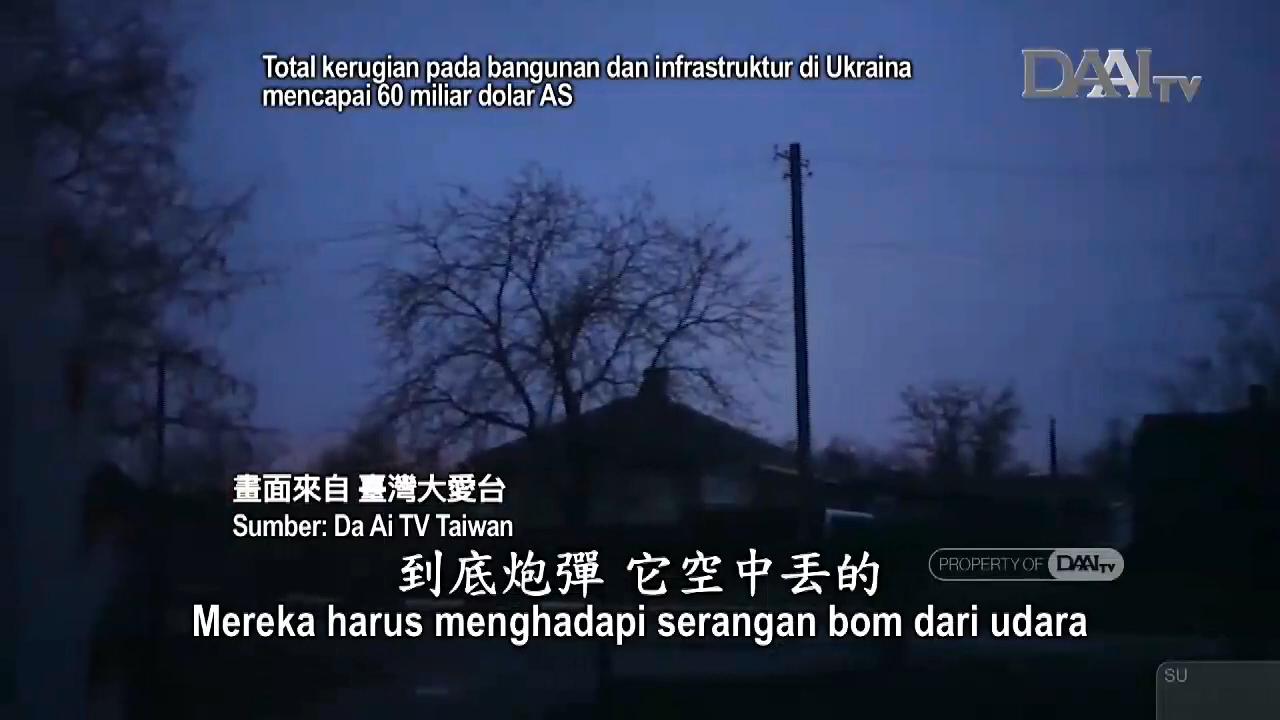 Total kerugian pada bangunan dan infrastruktur di Ukraina
mencapai 60 miliar dolar AS
DAAI TV
畫面來自 臺灣大愛台
Sumber: Da Ai TV Taiwan
到底炮彈 它空中丟的
PROPERTY OF DAAI TV
Mereka harus menghadapi serangan bom dari udara
SU